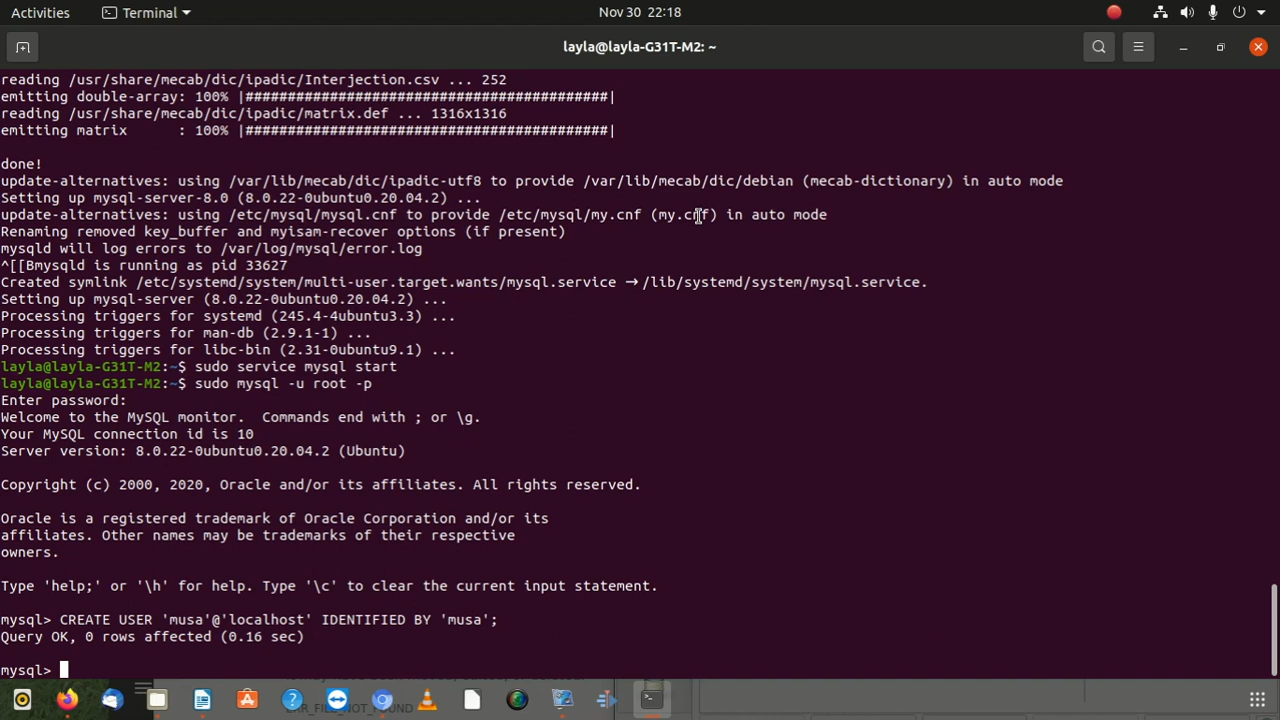 Activities
Terminal
Nov 30 22:18
layla@layla-G31T-M2: ~
reading /usr/share/mecab/dic/ipadic/Interjection.csv ... 252
emitting double-array: 100% |###########################################|
reading /usr/share/mecab/dic/ipadic/matrix.def ... 1316x1316
emitting matrix      : 100% |###########################################|
done!
update-alternatives: using /var/lib/mecab/dic/ipadic-utf8 to provide /var/lib/mecab/dic/debian (mecab-dictionary) in auto mode
Setting up mysql-server-8.0 (8.0.22-0ubuntu0.20.04.2) ...
update-alternatives: using /etc/mysql/mysql.cnf to provide /etc/mysql/my.cnf (my.cnf) in auto mode
Renaming removed key_buffer and myisam-recover options (if present)
mysqld will log errors to /var/log/mysql/error.log
^[[Bmysqld is running as pid 33627
Created symlink /etc/systemd/system/multi-user.target.wants/mysql.service → /lib/systemd/system/mysql.service.
Setting up mysql-server (8.0.22-0ubuntu0.20.04.2) ...
Processing triggers for systemd (245.4-4ubuntu3.3) ...
Processing triggers for man-db (2.9.1-1) ...
Processing triggers for libc-bin (2.31-0ubuntu9.1) ...
layla@layla-G31T-M2:~$ sudo service mysql start
layla@layla-G31T-M2:~$ sudo mysql -u root -p
Enter password:
Welcome to the MySQL monitor.  Commands end with ; or \g.
Your MySQL connection id is 10
Server version: 8.0.22-0ubuntu0.20.04.2 (Ubuntu)
Copyright (c) 2000, 2020, Oracle and/or its affiliates. All rights reserved.
Oracle is a registered trademark of Oracle Corporation and/or its
affiliates. Other names may be trademarks of their respective
owners.
Type 'help;' or '\h' for help. Type '\c' to clear the current input statement.
mysql> CREATE USER 'musa'@'localhost' IDENTIFIED BY 'musa';
Query OK, 0 rows affected (0.16 sec)
mysql>
ERR_FILE_NOT_FOUND